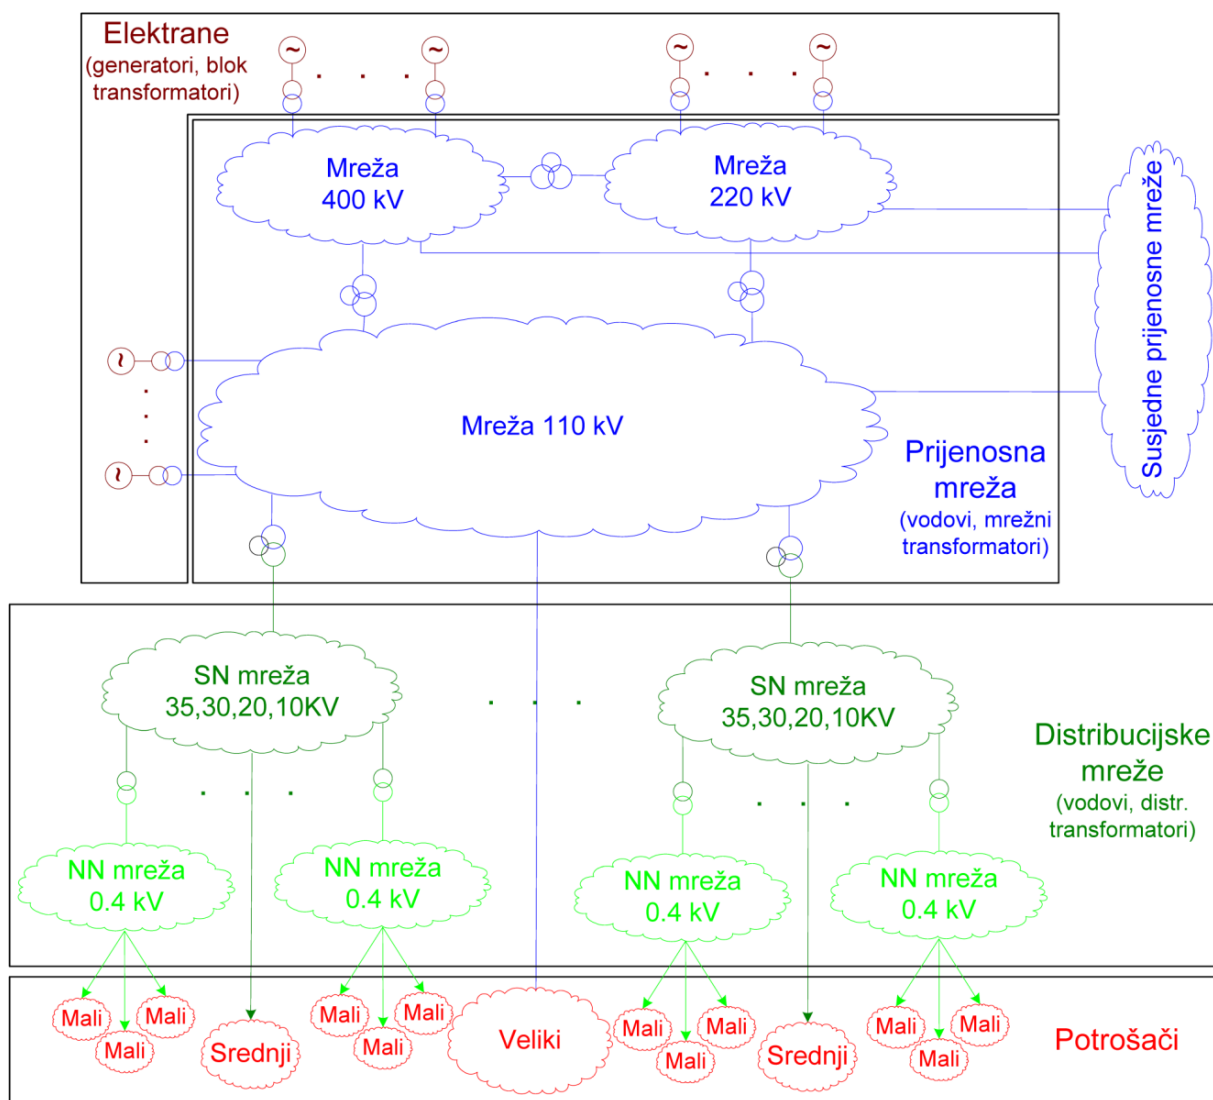 Elektrane
(generatori, blok
transformatori)
~
~
~
~
Mreža
400 kV
Mreža
220 kV
Susjedne prijenosne mreže
~
~
Mreža 110 kV
Prijenosna
mreža
(vodovi, mrežni
transformatori)
SN mreža
35,30,20,10KV
SN mreža
35,30,20,10KV
Distribucijske
mreže
(vodovi, distr.
transformatori)
NN mreža
0.4 kV
NN mreža
0.4 kV
NN mreža
0.4 kV
NN mreža
0.4 kV
Mali
Mali
Mali
Srednji
Mali
Mali
Mali
Veliki
Mali
Mali
Mali
Srednji
Mali
Mali
Mali
Potrošači